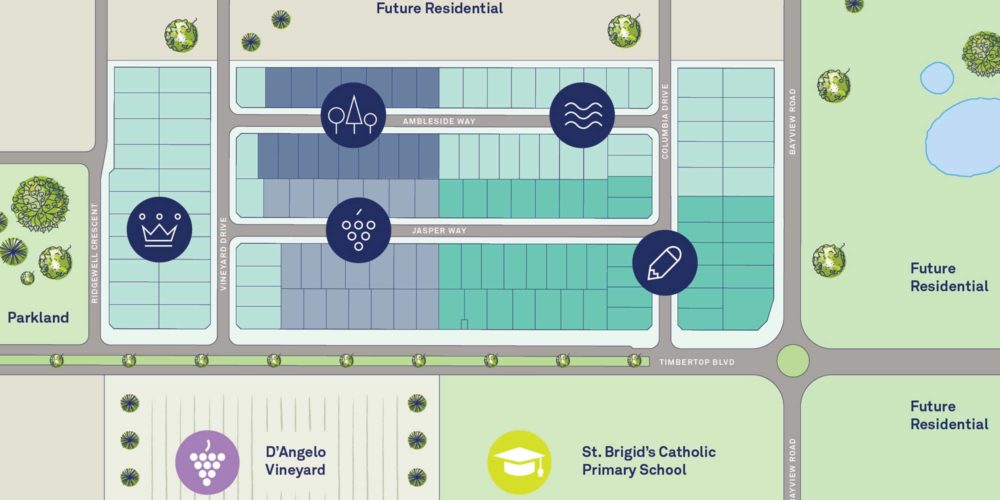 Future Residential
AMBLESIDE WAY
COLUMBIA DRIVE
BAYVIEW ROAD
RIDGEWELL CRESCENT
VINEYARD DRIVE
JASPER WAY
Future
Residential
Parkland
TIMBERTOP BLVD
Future
Residential
D'Angelo
Vineyard
St. Brigid's Catholic
Primary School
AYVIEW ROAD